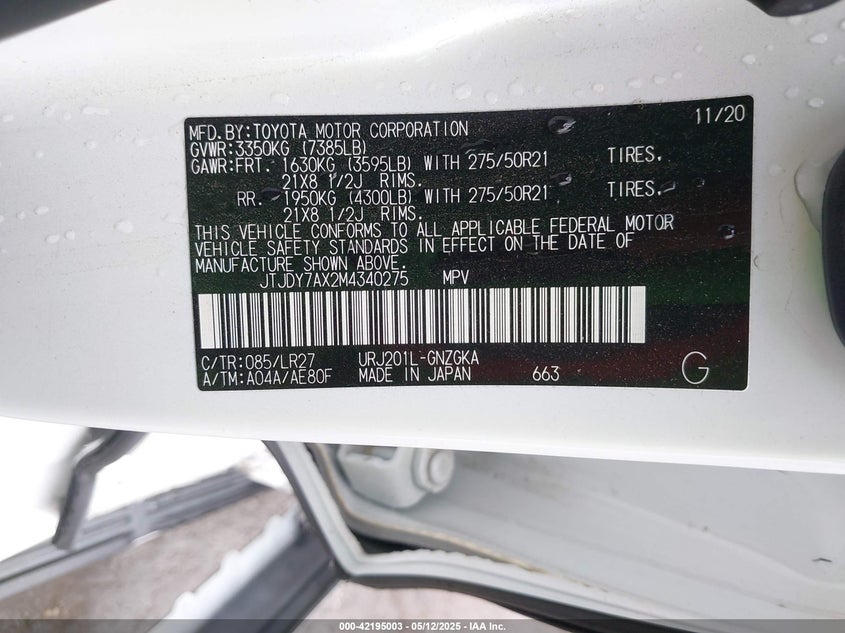 11/20
MFD.BY:TOYOTA MOTOR CORPORATION
GVWR:3350KG (7385LB)
GAWR:FRT. 1630KG (3595LB) WITH 275/50R21 TIRES.
21X8 1/2J RIMS.
RR. 1950KG (4300LB) WITH 275/50R21 TIRES.
21X8 1/2J RIMS.
THIS VEHICLE CONFORMS TO ALL APPLICABLE FEDERAL MOTOR
VEHICLE SAFETY STANDARDS IN EFFECT ON THE DATE OF
MANUFACTURE SHOWN ABOVE.
JTJDY7AX2M4340275 MPV
C/TR:085/LR27 URJ201L-GNZGKA
A/TM:A04A/AE80F MADE IN JAPAN 663 G
000-42195003 - 05/12/2025 - IAA Inc.